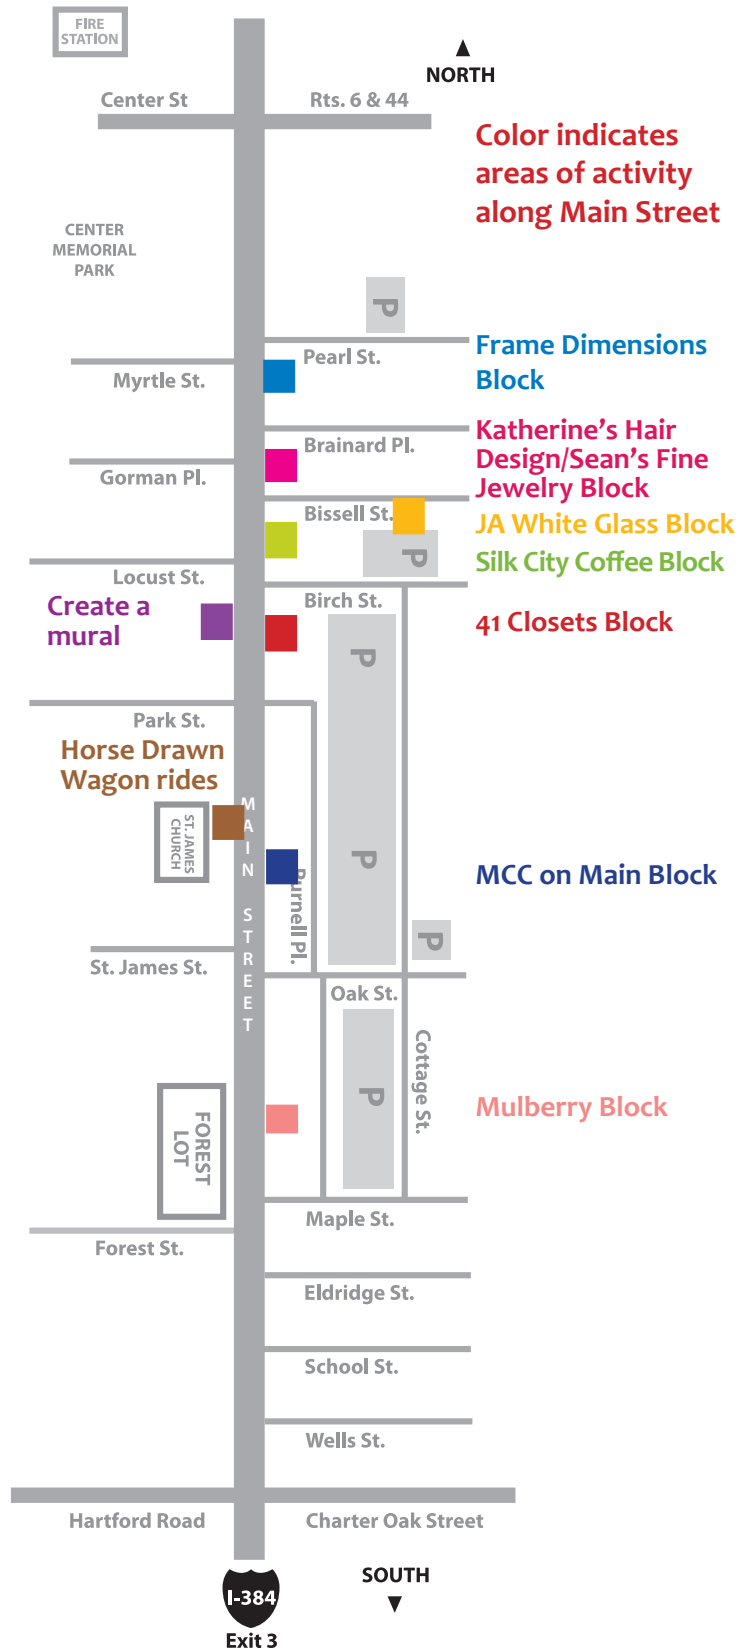 FIRE
STATION
NORTH
Center St
Rts. 6 & 44
Color indicates
areas of activity
along Main Street
CENTER
MEMORIAL
PARK
P
Pearl St.
Frame Dimensions
Block
Myrtle St.
Brainard Pl.
Katherine's Hair
Design/Sean's Fine
Jewelry Block
Gorman Pl.
Bissell St.
JA White Glass Block
P
Silk City Coffee Block
Locust St.
Birch St.
Create a
mural
41 Closets Block
P
Park St.
Horse Drawn
Wagon rides
MAIN STREET
ST. JAMES
CHURCH
P
MCC on Main Block
Purnell Pl.
P
St. James St.
Oak St.
Cottage St.
P
Mulberry Block
FOREST
LOT
Maple St.
Forest St.
Eldridge St.
School St.
Wells St.
Hartford Road
Charter Oak Street
I-384
Exit 3
SOUTH